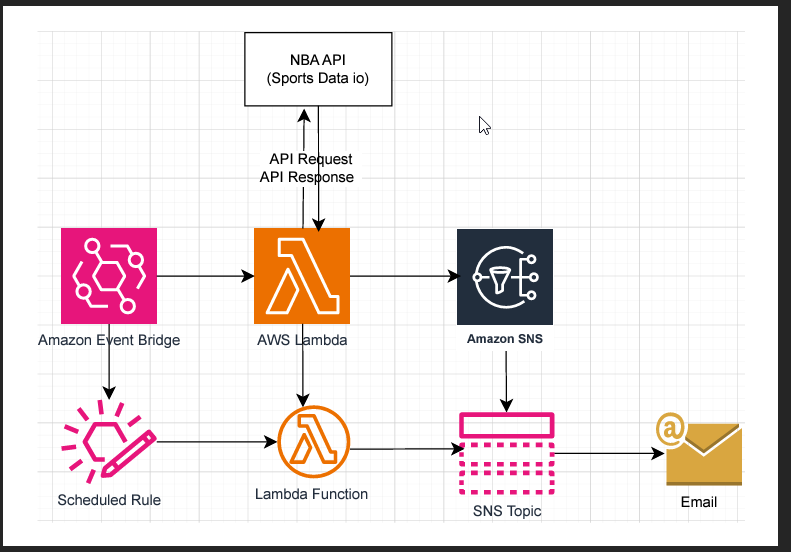 NBA API
(Sports Data io)
API Request
API Response
Amazon Event Bridge
AWS Lambda
Amazon SNS
Scheduled Rule
Lambda Function
SNS Topic
@
Email